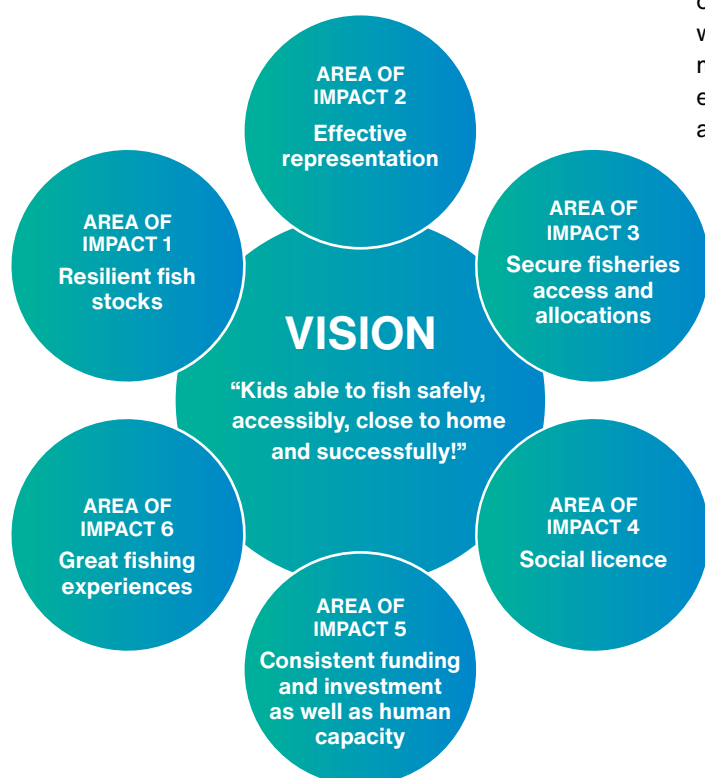 AREA OF
IMPACT 1
Resilient fish
stocks
AREA OF
IMPACT 2
Effective
representation
AREA OF
IMPACT 3
Secure fisheries
access and
allocations
VISION
“Kids able to fish safely,
accessibly, close to home
and successfully!”
AREA OF
IMPACT 4
Social licence
AREA OF
IMPACT 5
Consistent funding
and investment
as well as human
capacity
AREA OF
IMPACT 6
Great fishing
experiences